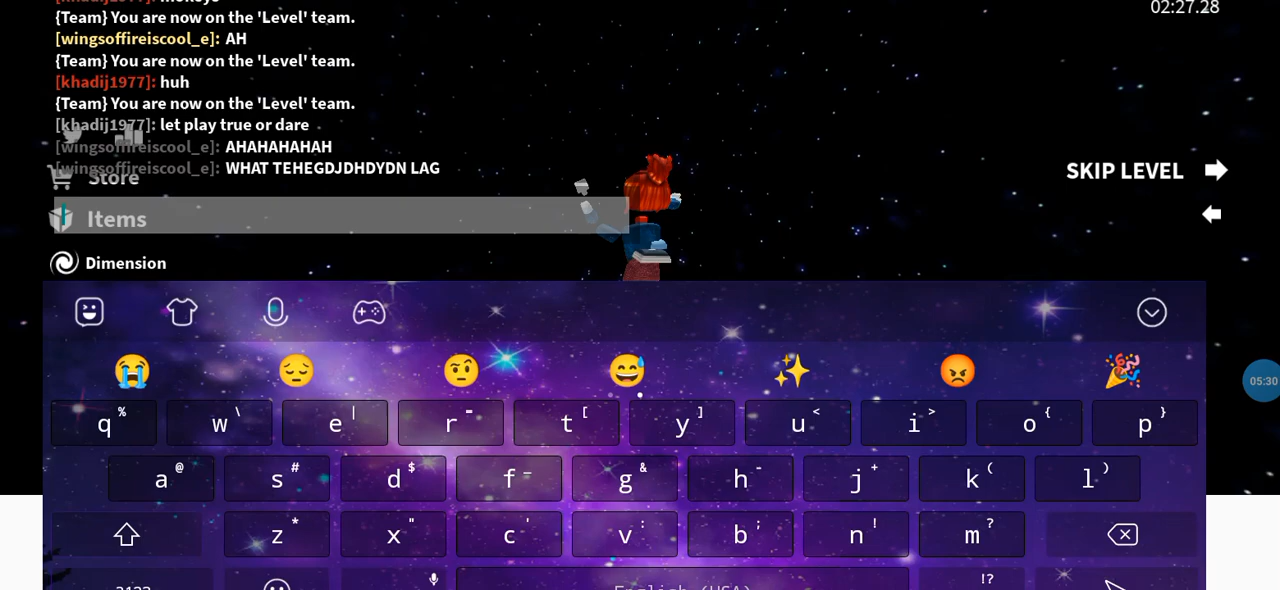 02:27.28
{Team} You are now on the 'Level' team.
[wingsoffireiscool_e]: AH
{Team} You are now on the 'Level' team.
[khadij1977]: huh
{Team} You are now on the 'Level' team.
[khadij1977]: let play true or dare
[wingsoffireiscool_e]: AHAHAHAHAH
[wingsoffireiscool_e]: WHAT TEHEGDJDHDYDN LAG
Store
SKIP LEVEL
Items
Dimension
05:30
q % w \ e | r = t [ y ] u < i > o { p }
a @ s # d $ f – g & h - j + k ( l )
z * x " c ' v : b ; n ! m ?
!?
English (USA)